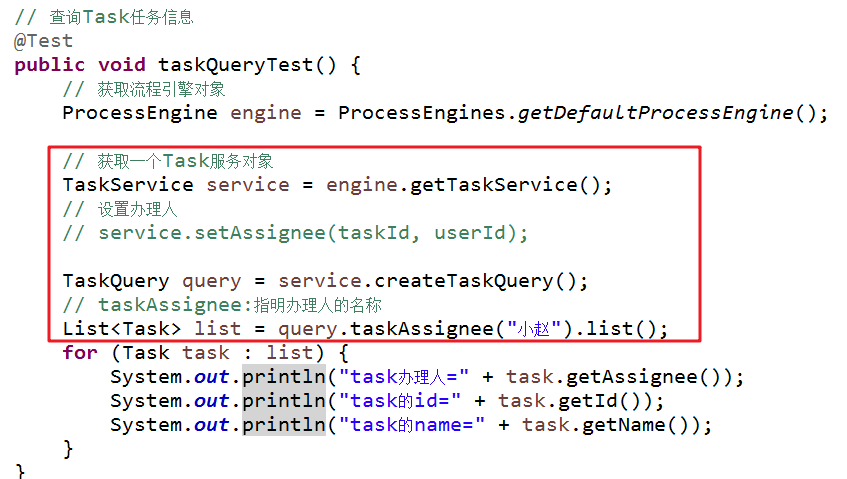 // 查询Task任务信息
@Test
public void taskQueryTest() {
    // 获取流程引擎对象
    ProcessEngine engine = ProcessEngines.getDefaultProcessEngine();

    // 获取一个Task服务对象
    TaskService service = engine.getTaskService();
    // 设置办理人
    // service.setAssignee(taskId, userId);

    TaskQuery query = service.createTaskQuery();
    // taskAssignee:指明办理人的名称
    List<Task> list = query.taskAssignee("小赵").list();
    for (Task task : list) {
        System.out.println("task办理人=" + task.getAssignee());
        System.out.println("task的id=" + task.getId());
        System.out.println("task的name=" + task.getName());
    }
}